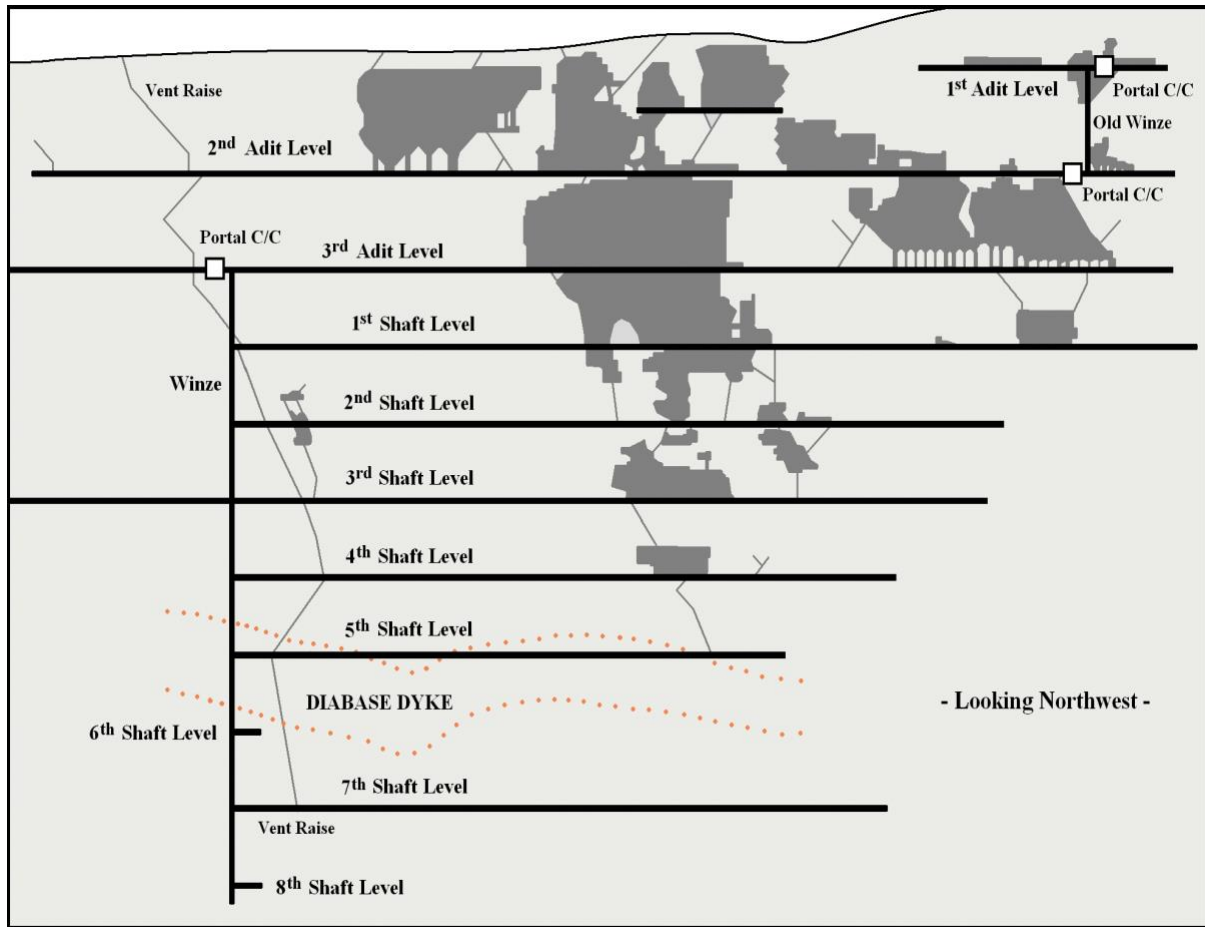 Vent Raise
1st Adit Level
Portal C/C
Old Winze
2nd Adit Level
Portal C/C
Portal C/C
3rd Adit Level
1st Shaft Level
Winze
2nd Shaft Level
3rd Shaft Level
4th Shaft Level
5th Shaft Level
DIABASE DYKE
- Looking Northwest -
6th Shaft Level
7th Shaft Level
Vent Raise
8th Shaft Level